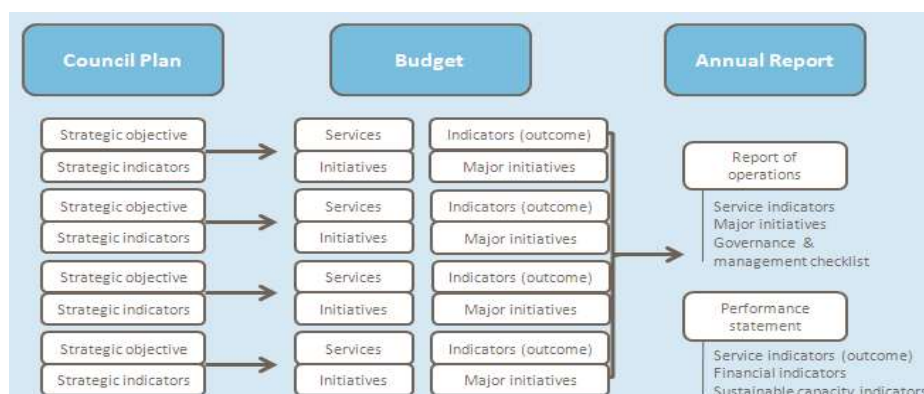 Council Plan
Budget
Annual Report
Strategic objective
Strategic indicators
Services
Initiatives
Indicators (outcome)
Major initiatives
Strategic objective
Strategic indicators
Services
Initiatives
Indicators (outcome)
Major initiatives
Strategic objective
Strategic indicators
Services
Initiatives
Indicators (outcome)
Major initiatives
Strategic objective
Strategic indicators
Services
Initiatives
Indicators (outcome)
Major initiatives
Report of
operations
Service indicators
Major initiatives
Governance &
management checklist
Performance
statement
Service indicators (outcome)
Financial indicators
Sustainable capacity indicators